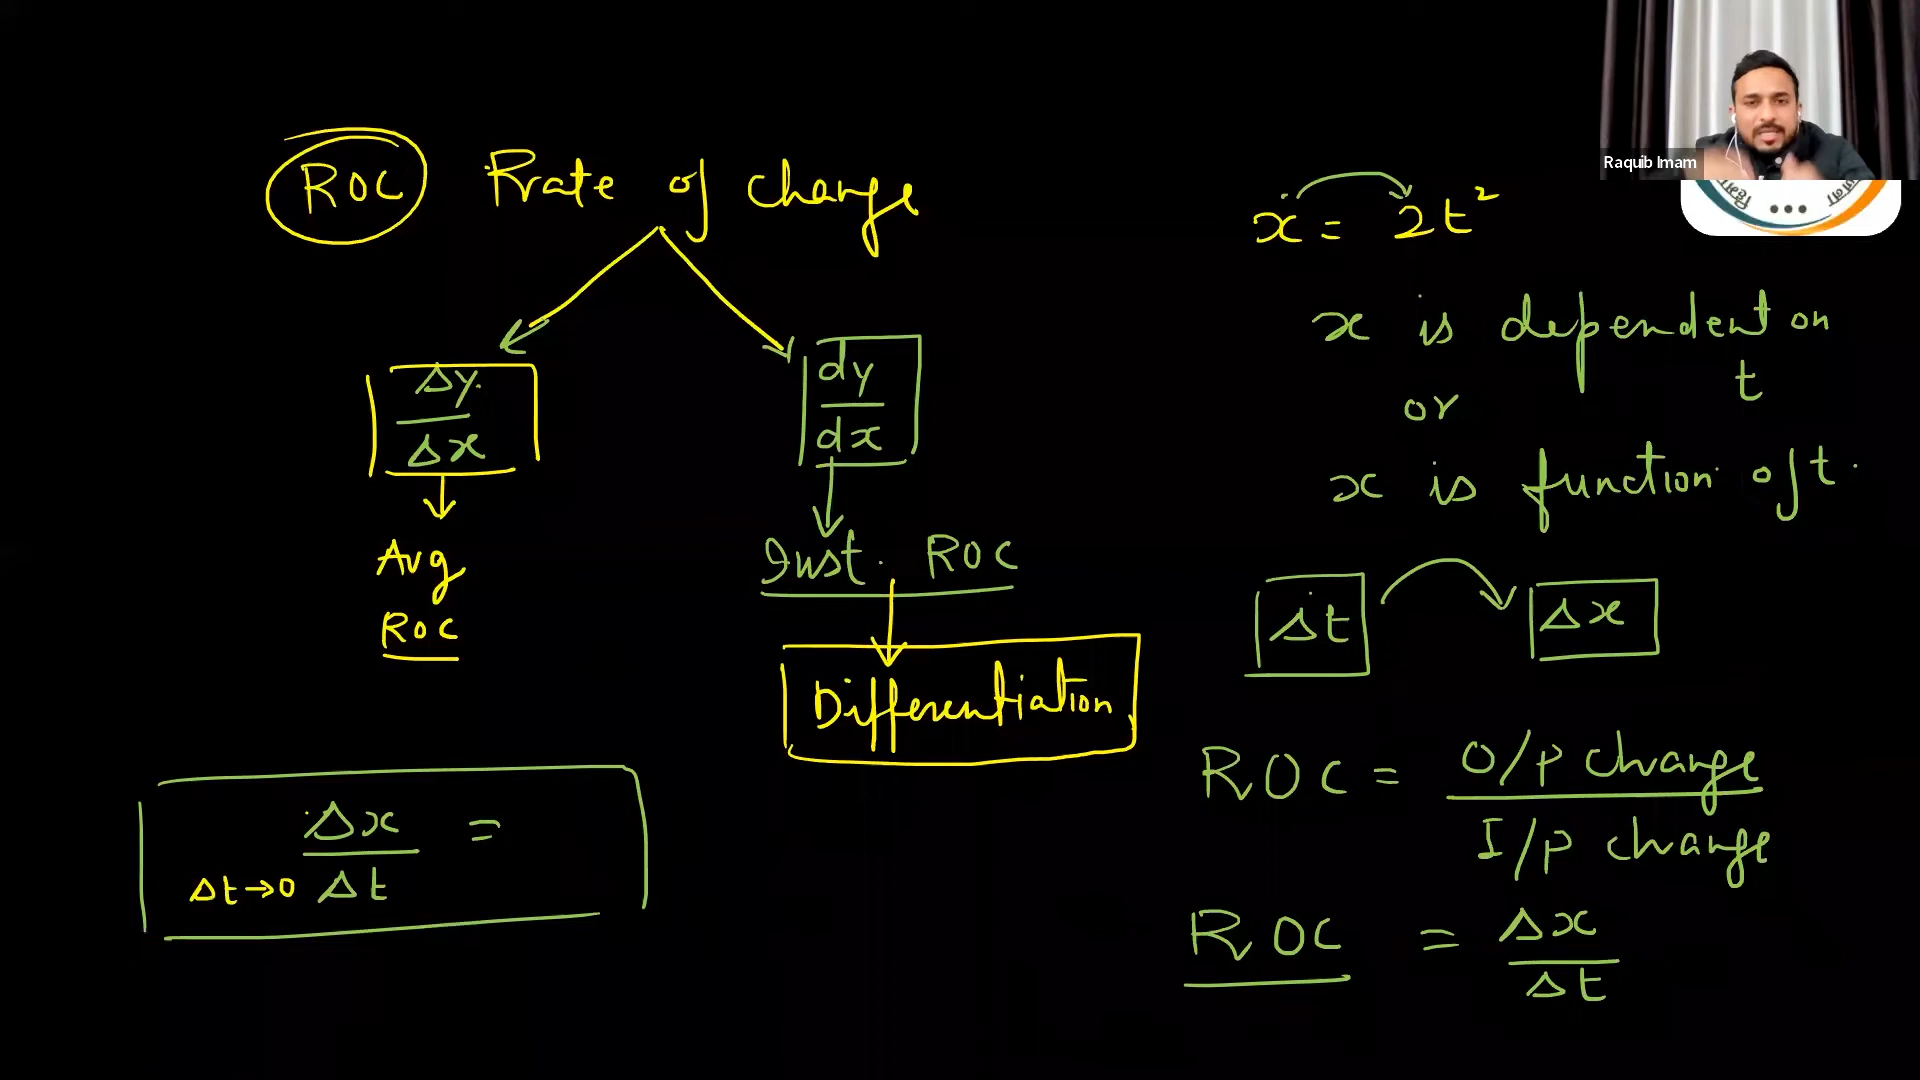 ROC Rate of change
Δy
Δx
Avg
ROC
dy
dx
Inst. ROC
Differentiation
Δx =
Δt→0 Δt
x = 2t²
x is dependent on
t
or
x is function of t.
Δt Δx
ROC = O/P change
I/P change
ROC = Δx
Δt
Raquib Imam